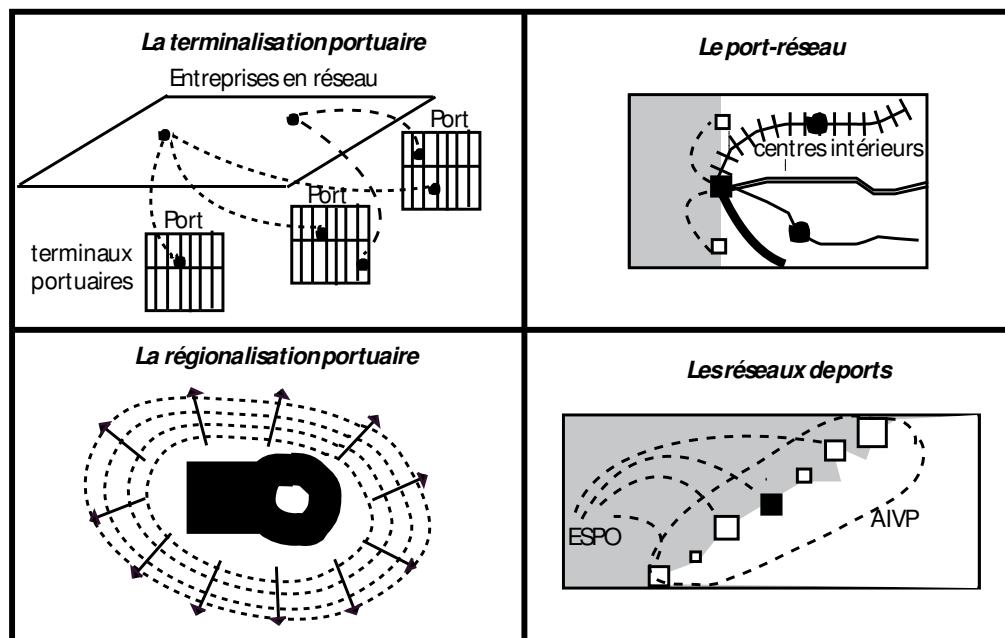 La terminalisation portuaire
Entreprises en réseau
Port
Port
Port
terminaux
portuaires
Le port-réseau
centres intérieurs
La régionalisation portuaire
Les réseaux de ports
ESPO
AIVP